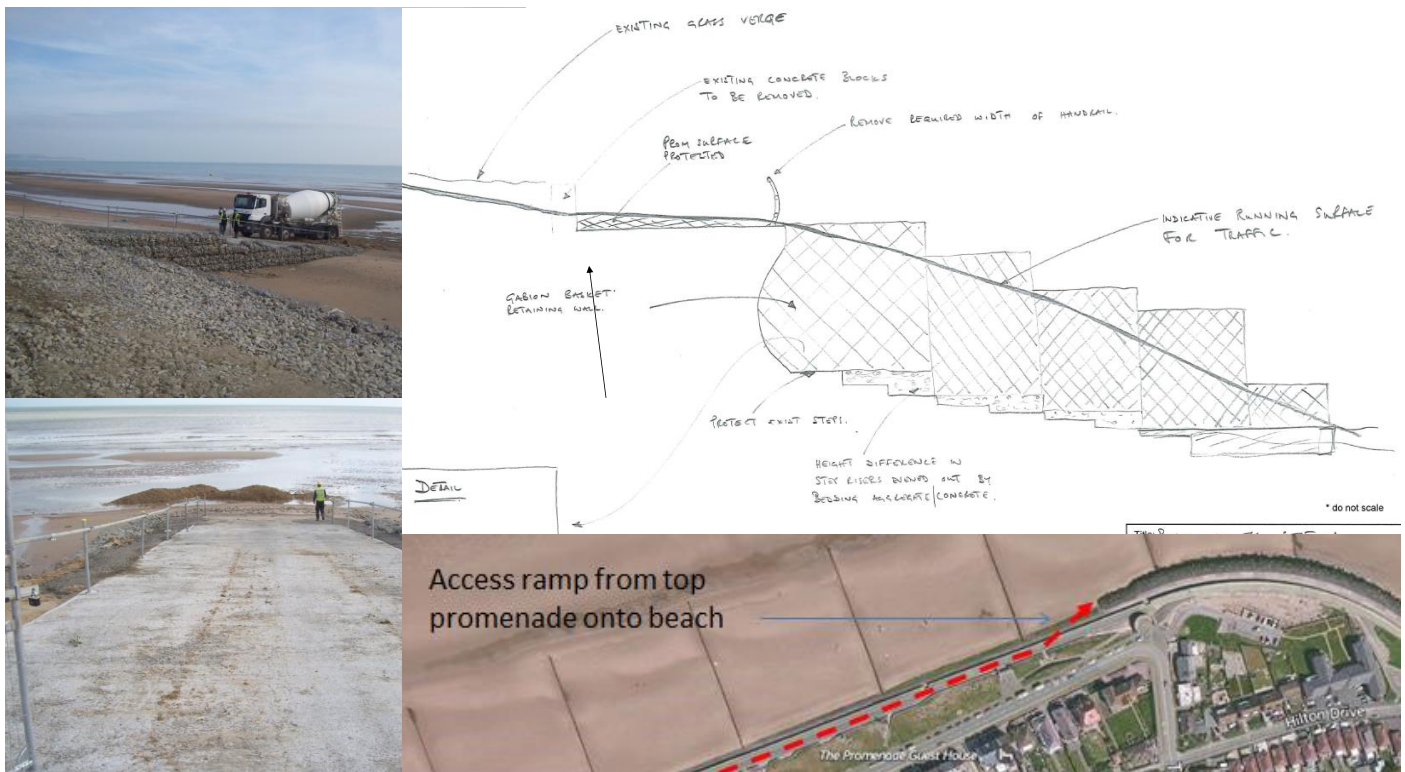 EXISTING GRASS VERGE
EXISTING CONCRETE BLOCKS
TO BE REMOVED.
REMOVE REQUIRED WIDTH OF HANDRAIL.
PROM SURFACE
PROTECTED
INDICATIVE RUNNING SURFACE
FOR TRAFFIC.
GABION BASKET
RETAINING WALL.
PROTECT EXIST STEPS.
HEIGHT DIFFERENCE IN
STEP RISERS EVENED OUT BY
BEDDING AGGREGATE/CONCRETE.
DETAIL
* do not scale
Access ramp from top
promenade onto beach
Hilton Drive
The Promenade Guest House